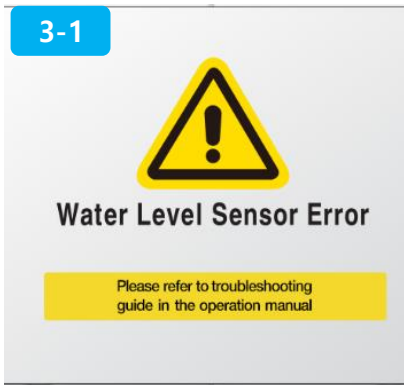 3-1
Water Level Sensor Error
Please refer to troubleshooting
guide in the operation manual